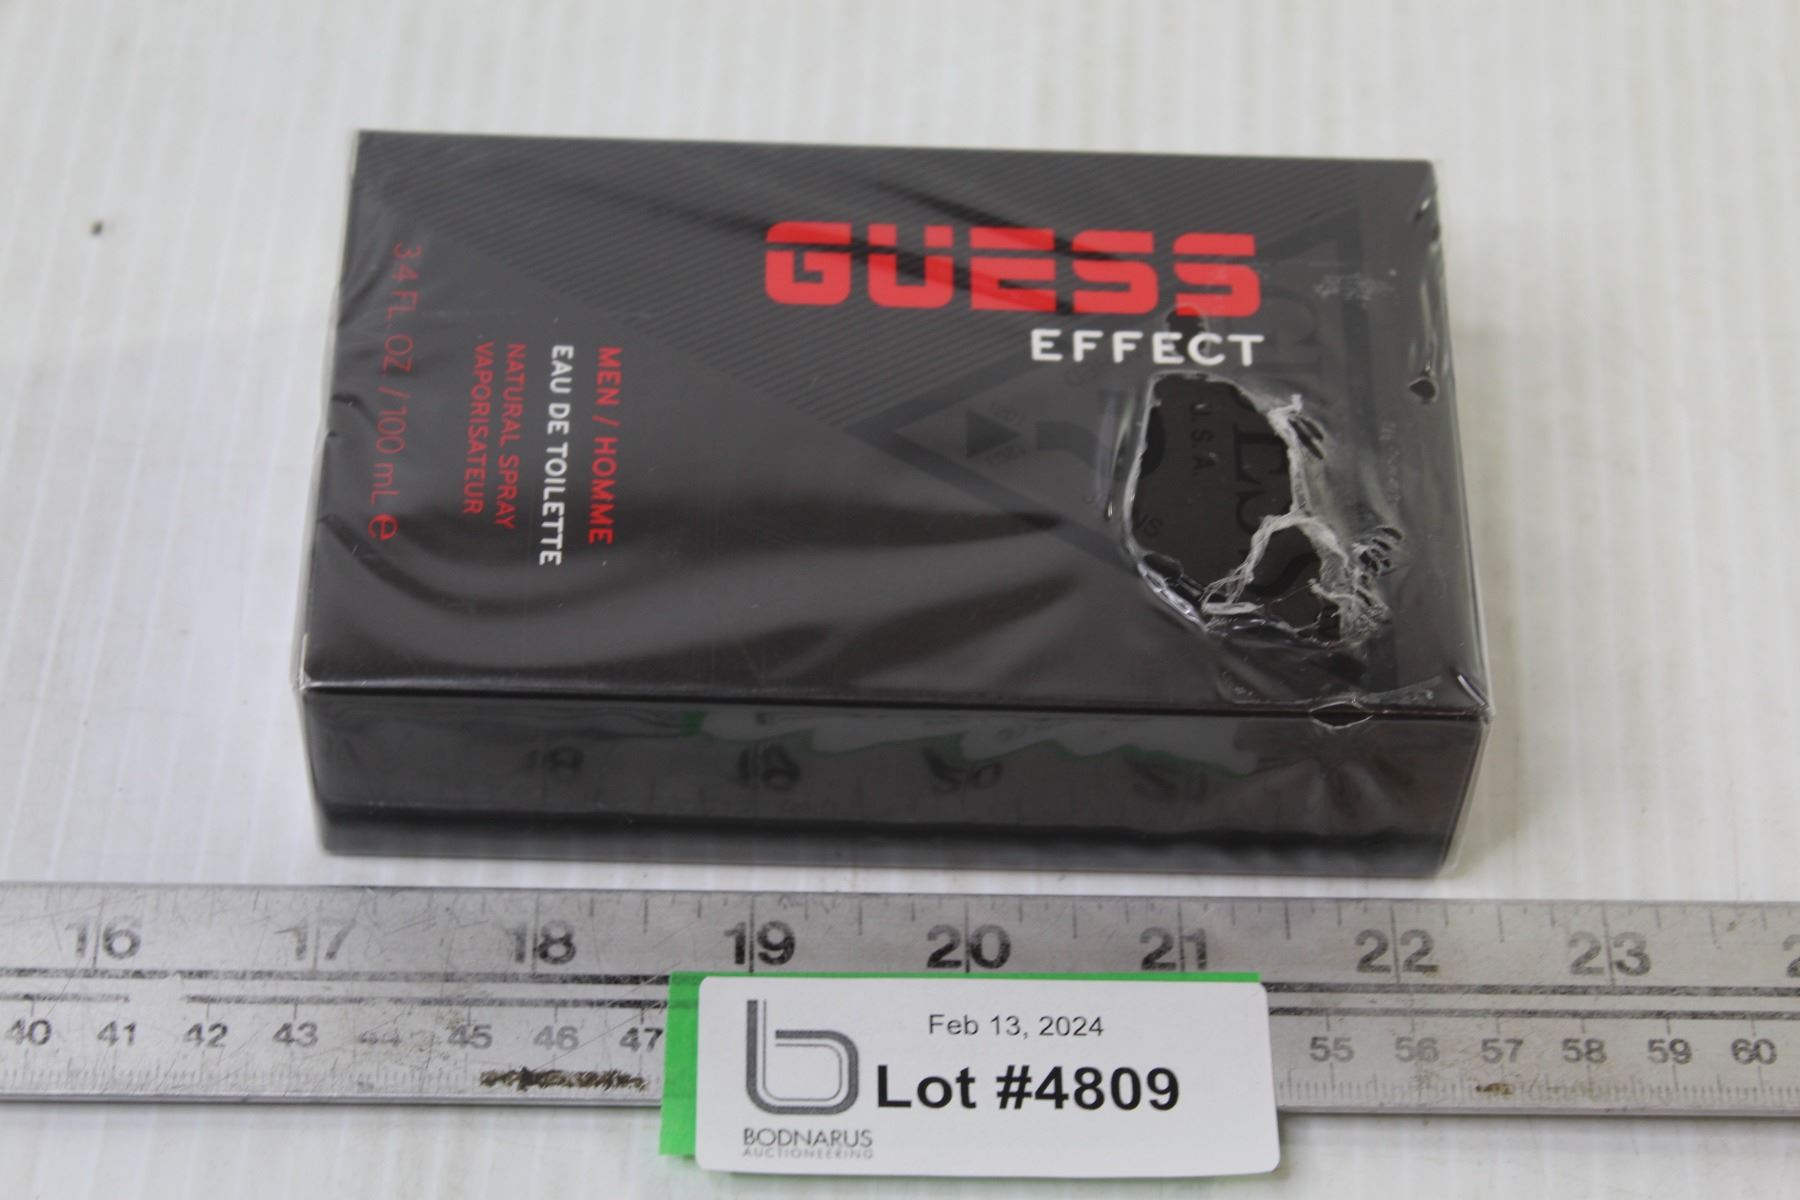 GUESS
EFFECT
MEN / HOMME
EAU DE TOILETTE
NATURAL SPRAY
VAPORISATEUR
3.4 FL. OZ / 100 mL e
U.S.A.
16 17 18 19 20 21 22 23
40 41 42 43 44 45 46 47 55 56 57 58 59 60
Feb 13, 2024
Lot #4809
BODNARUS
AUCTIONEERING